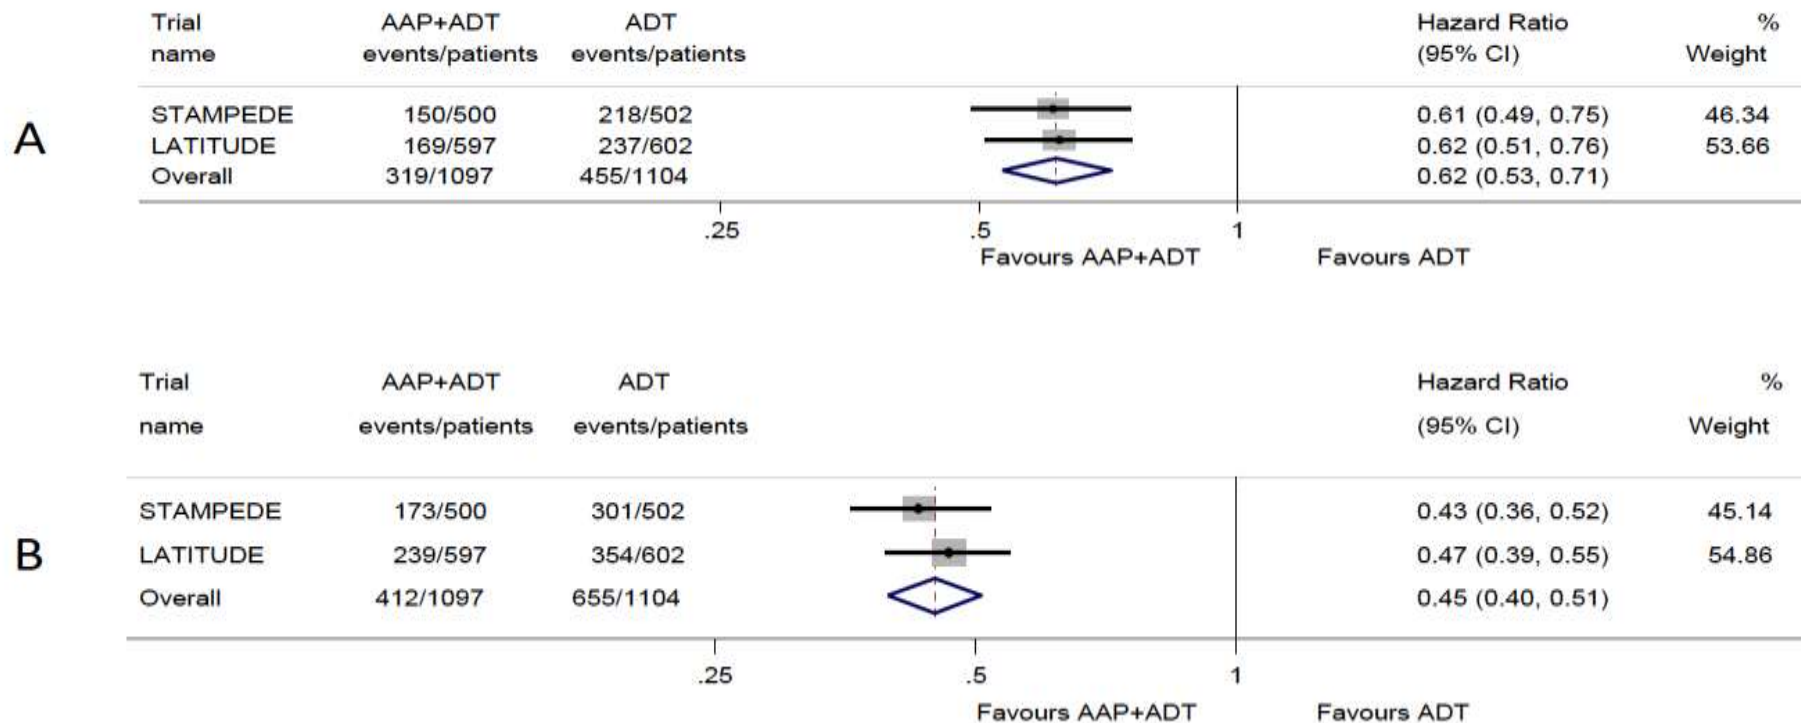 Trial AAP+ADT ADT Hazard Ratio %
name events/patients events/patients (95% CI) Weight
A
STAMPEDE 150/500 218/502 0.61 (0.49, 0.75) 46.34
LATITUDE 169/597 237/602 0.62 (0.51, 0.76) 53.66
Overall 319/1097 455/1104 0.62 (0.53, 0.71)
.25 .5 1
Favours AAP+ADT Favours ADT
Trial AAP+ADT ADT Hazard Ratio %
name events/patients events/patients (95% CI) Weight
B
STAMPEDE 173/500 301/502 0.43 (0.36, 0.52) 45.14
LATITUDE 239/597 354/602 0.47 (0.39, 0.55) 54.86
Overall 412/1097 655/1104 0.45 (0.40, 0.51)
.25 .5 1
Favours AAP+ADT Favours ADT